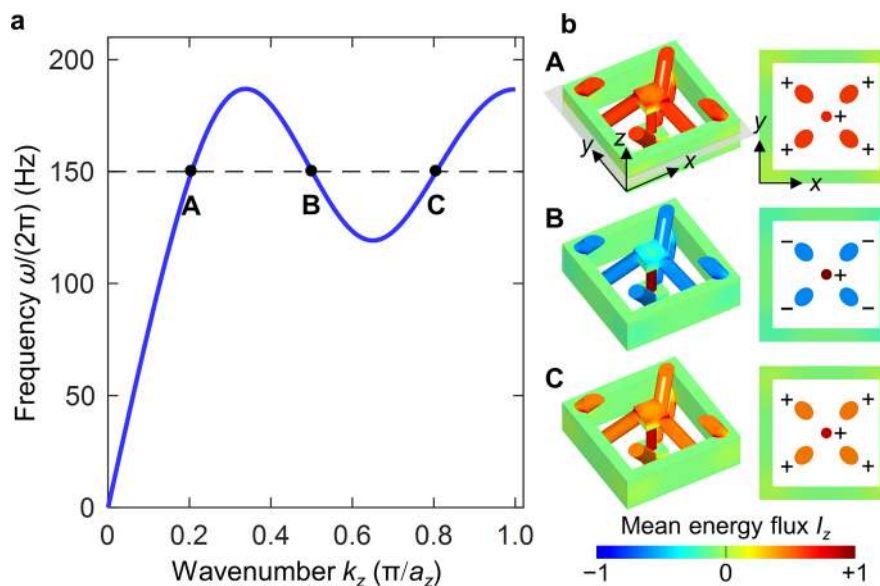 a
Frequency ω/(2π) (Hz)
200
150
100
50
0
A
B
C
0
0.2
0.4
0.6
0.8
1.0
Wavenumber k_z (π/a_z)
b
A
y
z
x
+ +
+
+ +
y
x
B
− −
+
− −
C
+ +
+
+ +
Mean energy flux I_z
−1 0 +1